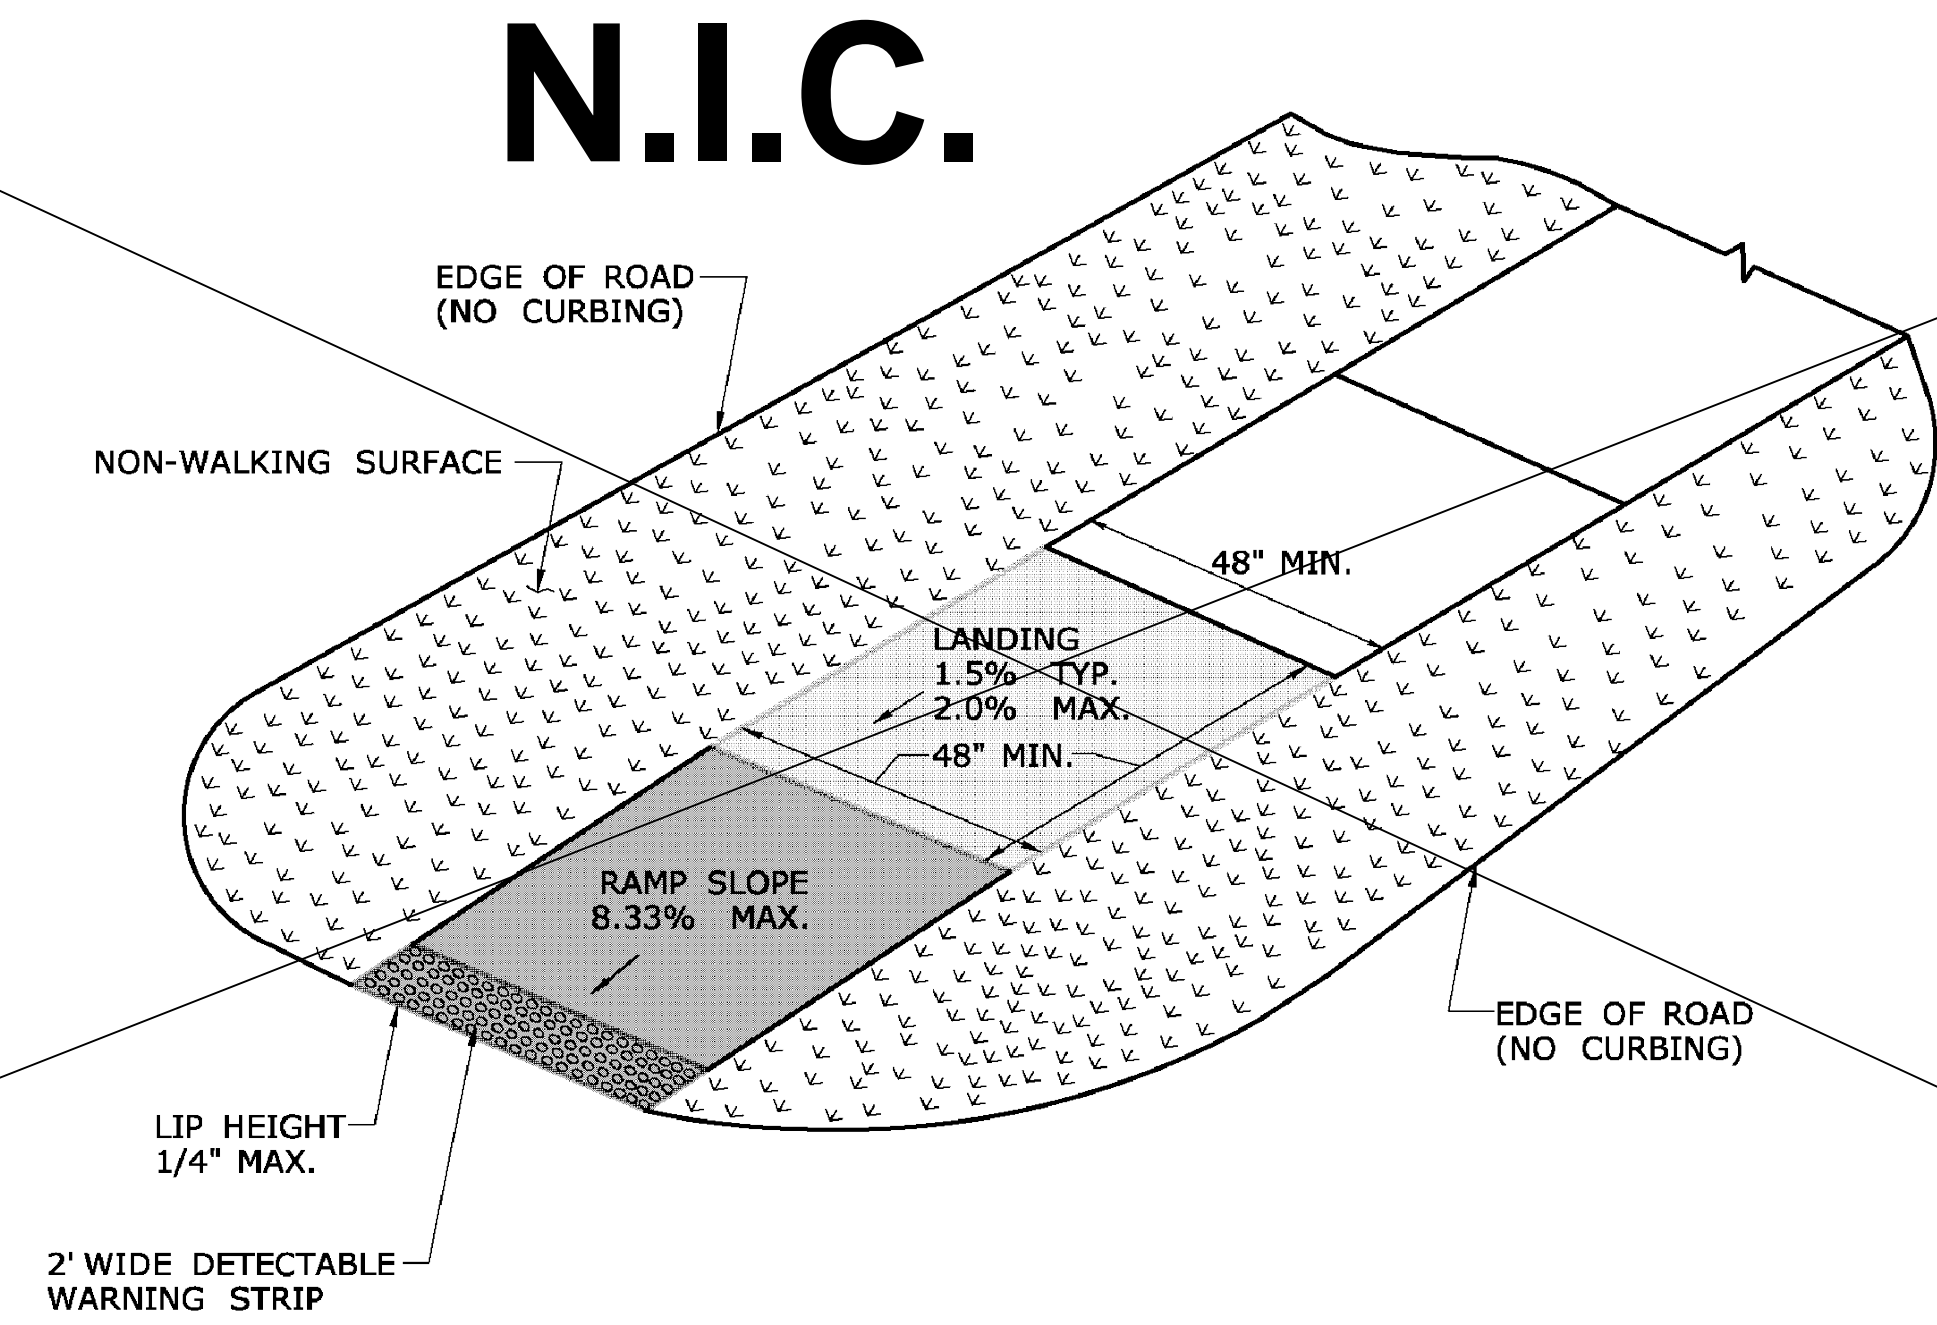 N.I.C.
EDGE OF ROAD
(NO CURBING)
NON-WALKING SURFACE
48" MIN.
LANDING
1.5% TYP.
2.0% MAX.
48" MIN.
RAMP SLOPE
8.33% MAX.
EDGE OF ROAD
(NO CURBING)
LIP HEIGHT
1/4" MAX.
2' WIDE DETECTABLE
WARNING STRIP